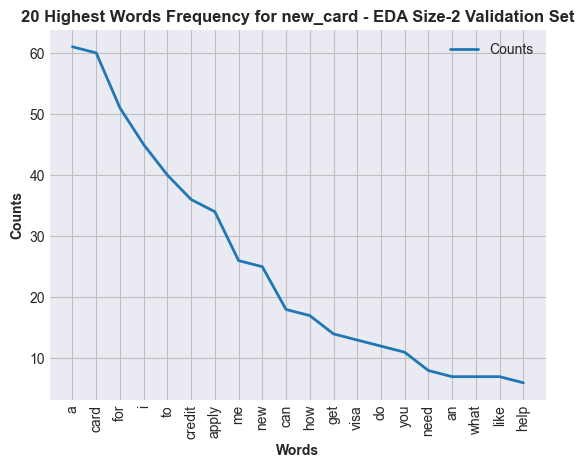 20 Highest Words Frequency for new_card - EDA Size-2 Validation Set
Counts
60
50
40
30
20
10
Counts
a
card
for
i
to
credit
apply
me
new
can
how
get
visa
do
you
need
an
what
like
help
Words